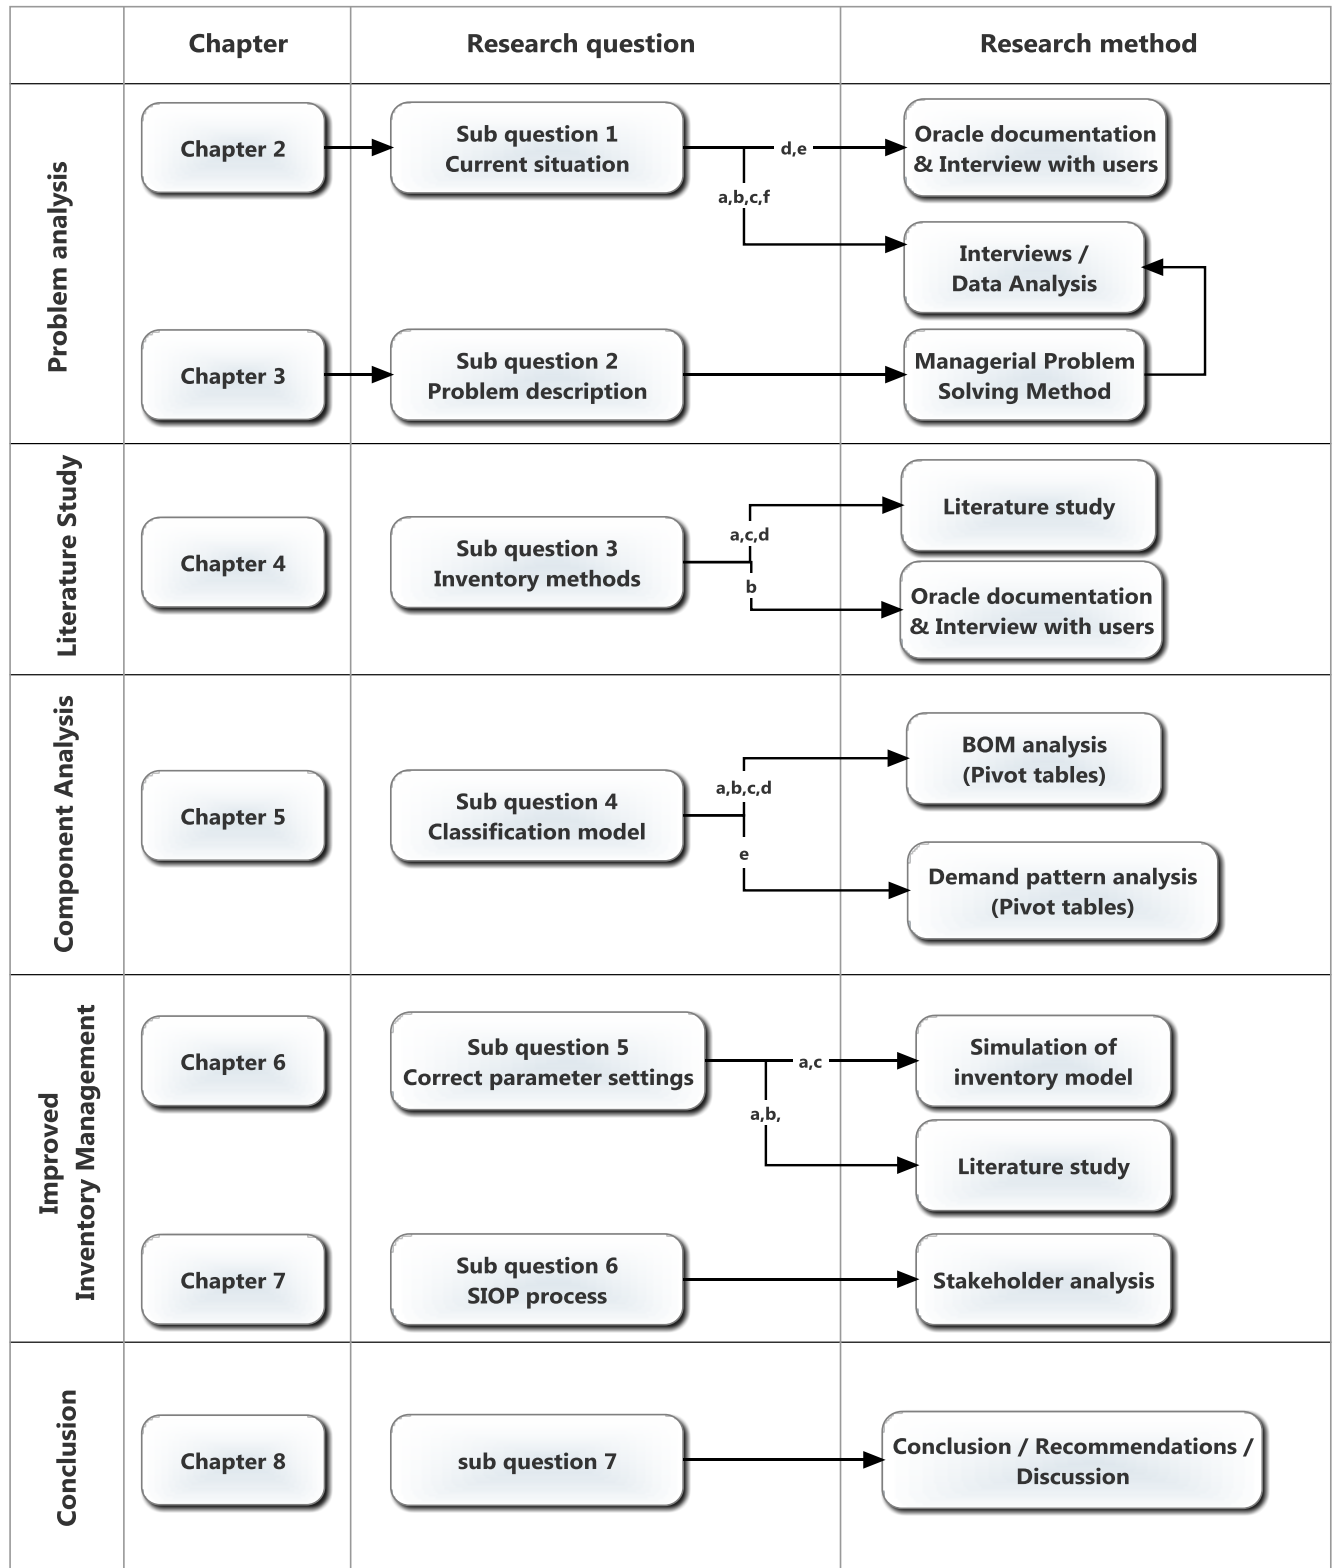 Chapter
Research question
Research method
Problem analysis
Chapter 2
Sub question 1
Current situation
d,e
a,b,c,f
Oracle documentation
& Interview with users
Interviews /
Data Analysis
Chapter 3
Sub question 2
Problem description
Managerial Problem
Solving Method
Literature Study
Chapter 4
Sub question 3
Inventory methods
a,c,d
b
Literature study
Oracle documentation
& Interview with users
Component Analysis
Chapter 5
Sub question 4
Classification model
a,b,c,d
e
BOM analysis
(Pivot tables)
Demand pattern analysis
(Pivot tables)
Improved
Inventory Management
Chapter 6
Sub question 5
Correct parameter settings
a,c
a,b,
Simulation of
inventory model
Literature study
Chapter 7
Sub question 6
SIOP process
Stakeholder analysis
Conclusion
Chapter 8
sub question 7
Conclusion / Recommendations /
Discussion